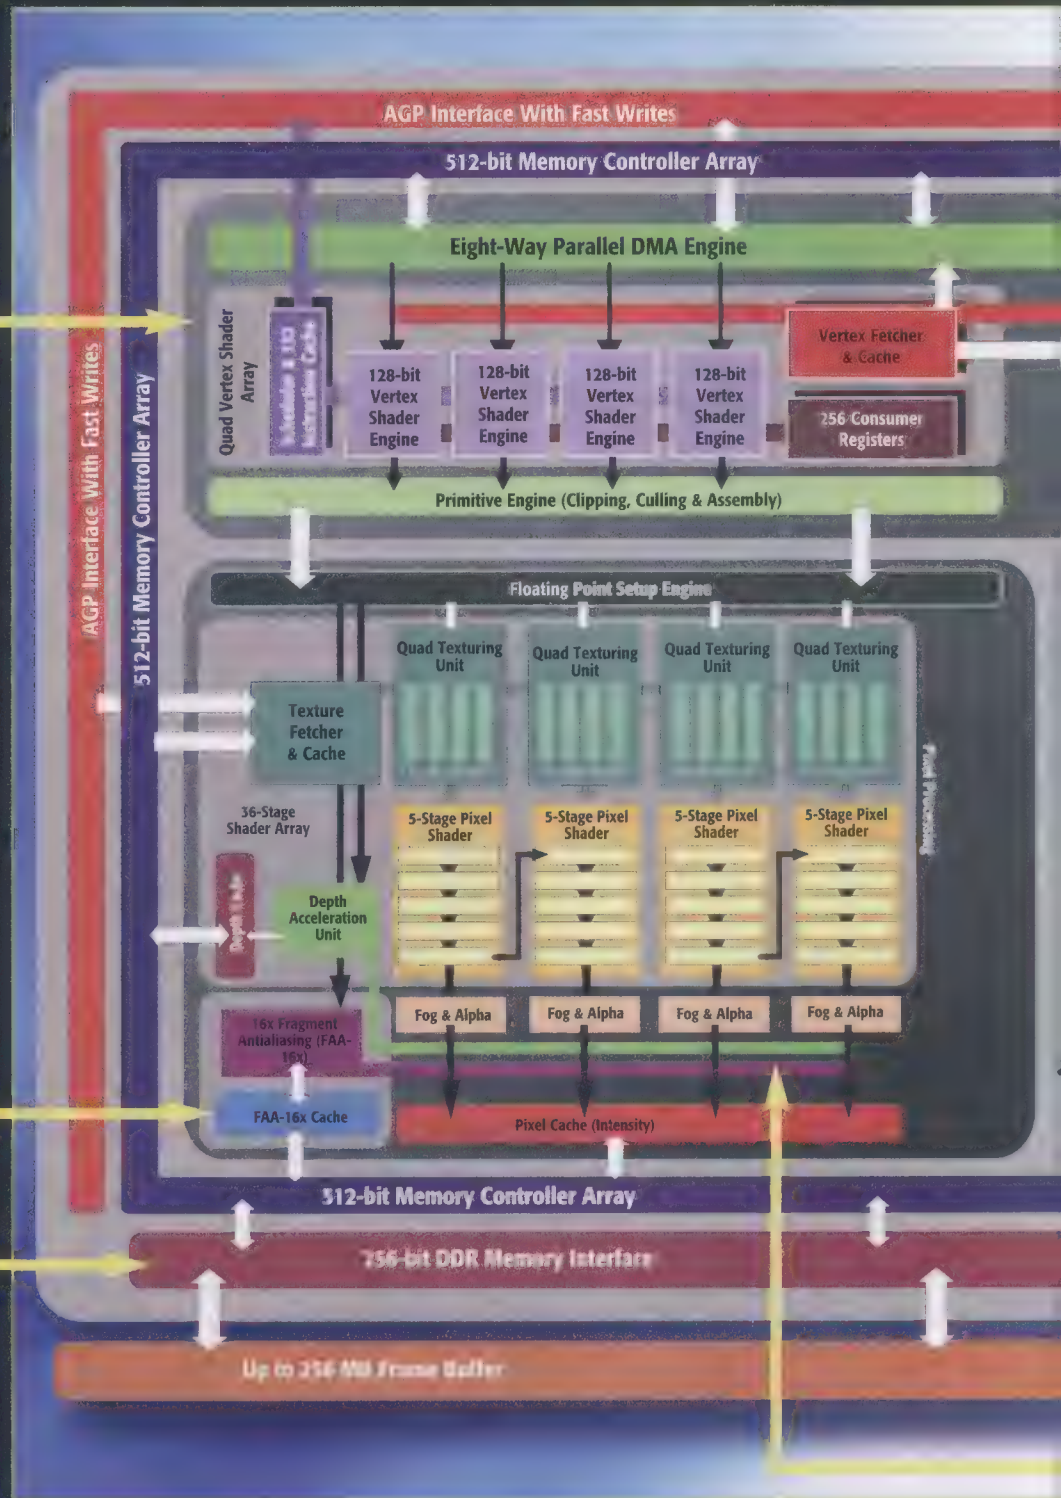 AGP Interface With Fast Writes
512-bit Memory Controller Array
Eight-Way Parallel DMA Engine
AGP Interface With Fast Writes
512-bit Memory Controller Array
Quad Vertex Shader
Array
Instruction Cache
128-bit
Vertex
Shader
Engine
128-bit
Vertex
Shader
Engine
128-bit
Vertex
Shader
Engine
128-bit
Vertex
Shader
Engine
Vertex Fetcher
& Cache
256 Consumer
Registers
Primitive Engine (Clipping, Culling & Assembly)
Floating Point Setup Engine
Quad Texturing
Unit
Quad Texturing
Unit
Quad Texturing
Unit
Quad Texturing
Unit
Texture
Fetcher
& Cache
Pixel
36-Stage
Shader Array
5-Stage Pixel
Shader
5-Stage Pixel
Shader
5-Stage Pixel
Shader
5-Stage Pixel
Shader
Depth Cache
Depth
Acceleration
Unit
Fog & Alpha
Fog & Alpha
Fog & Alpha
Fog & Alpha
16x Fragment
Antialiasing (FAA-
16x)
FAA-16x Cache
Pixel Cache (Intensity)
512-bit Memory Controller Array
256-bit DDR Memory Interface
Up to 256 MB Frame Buffer